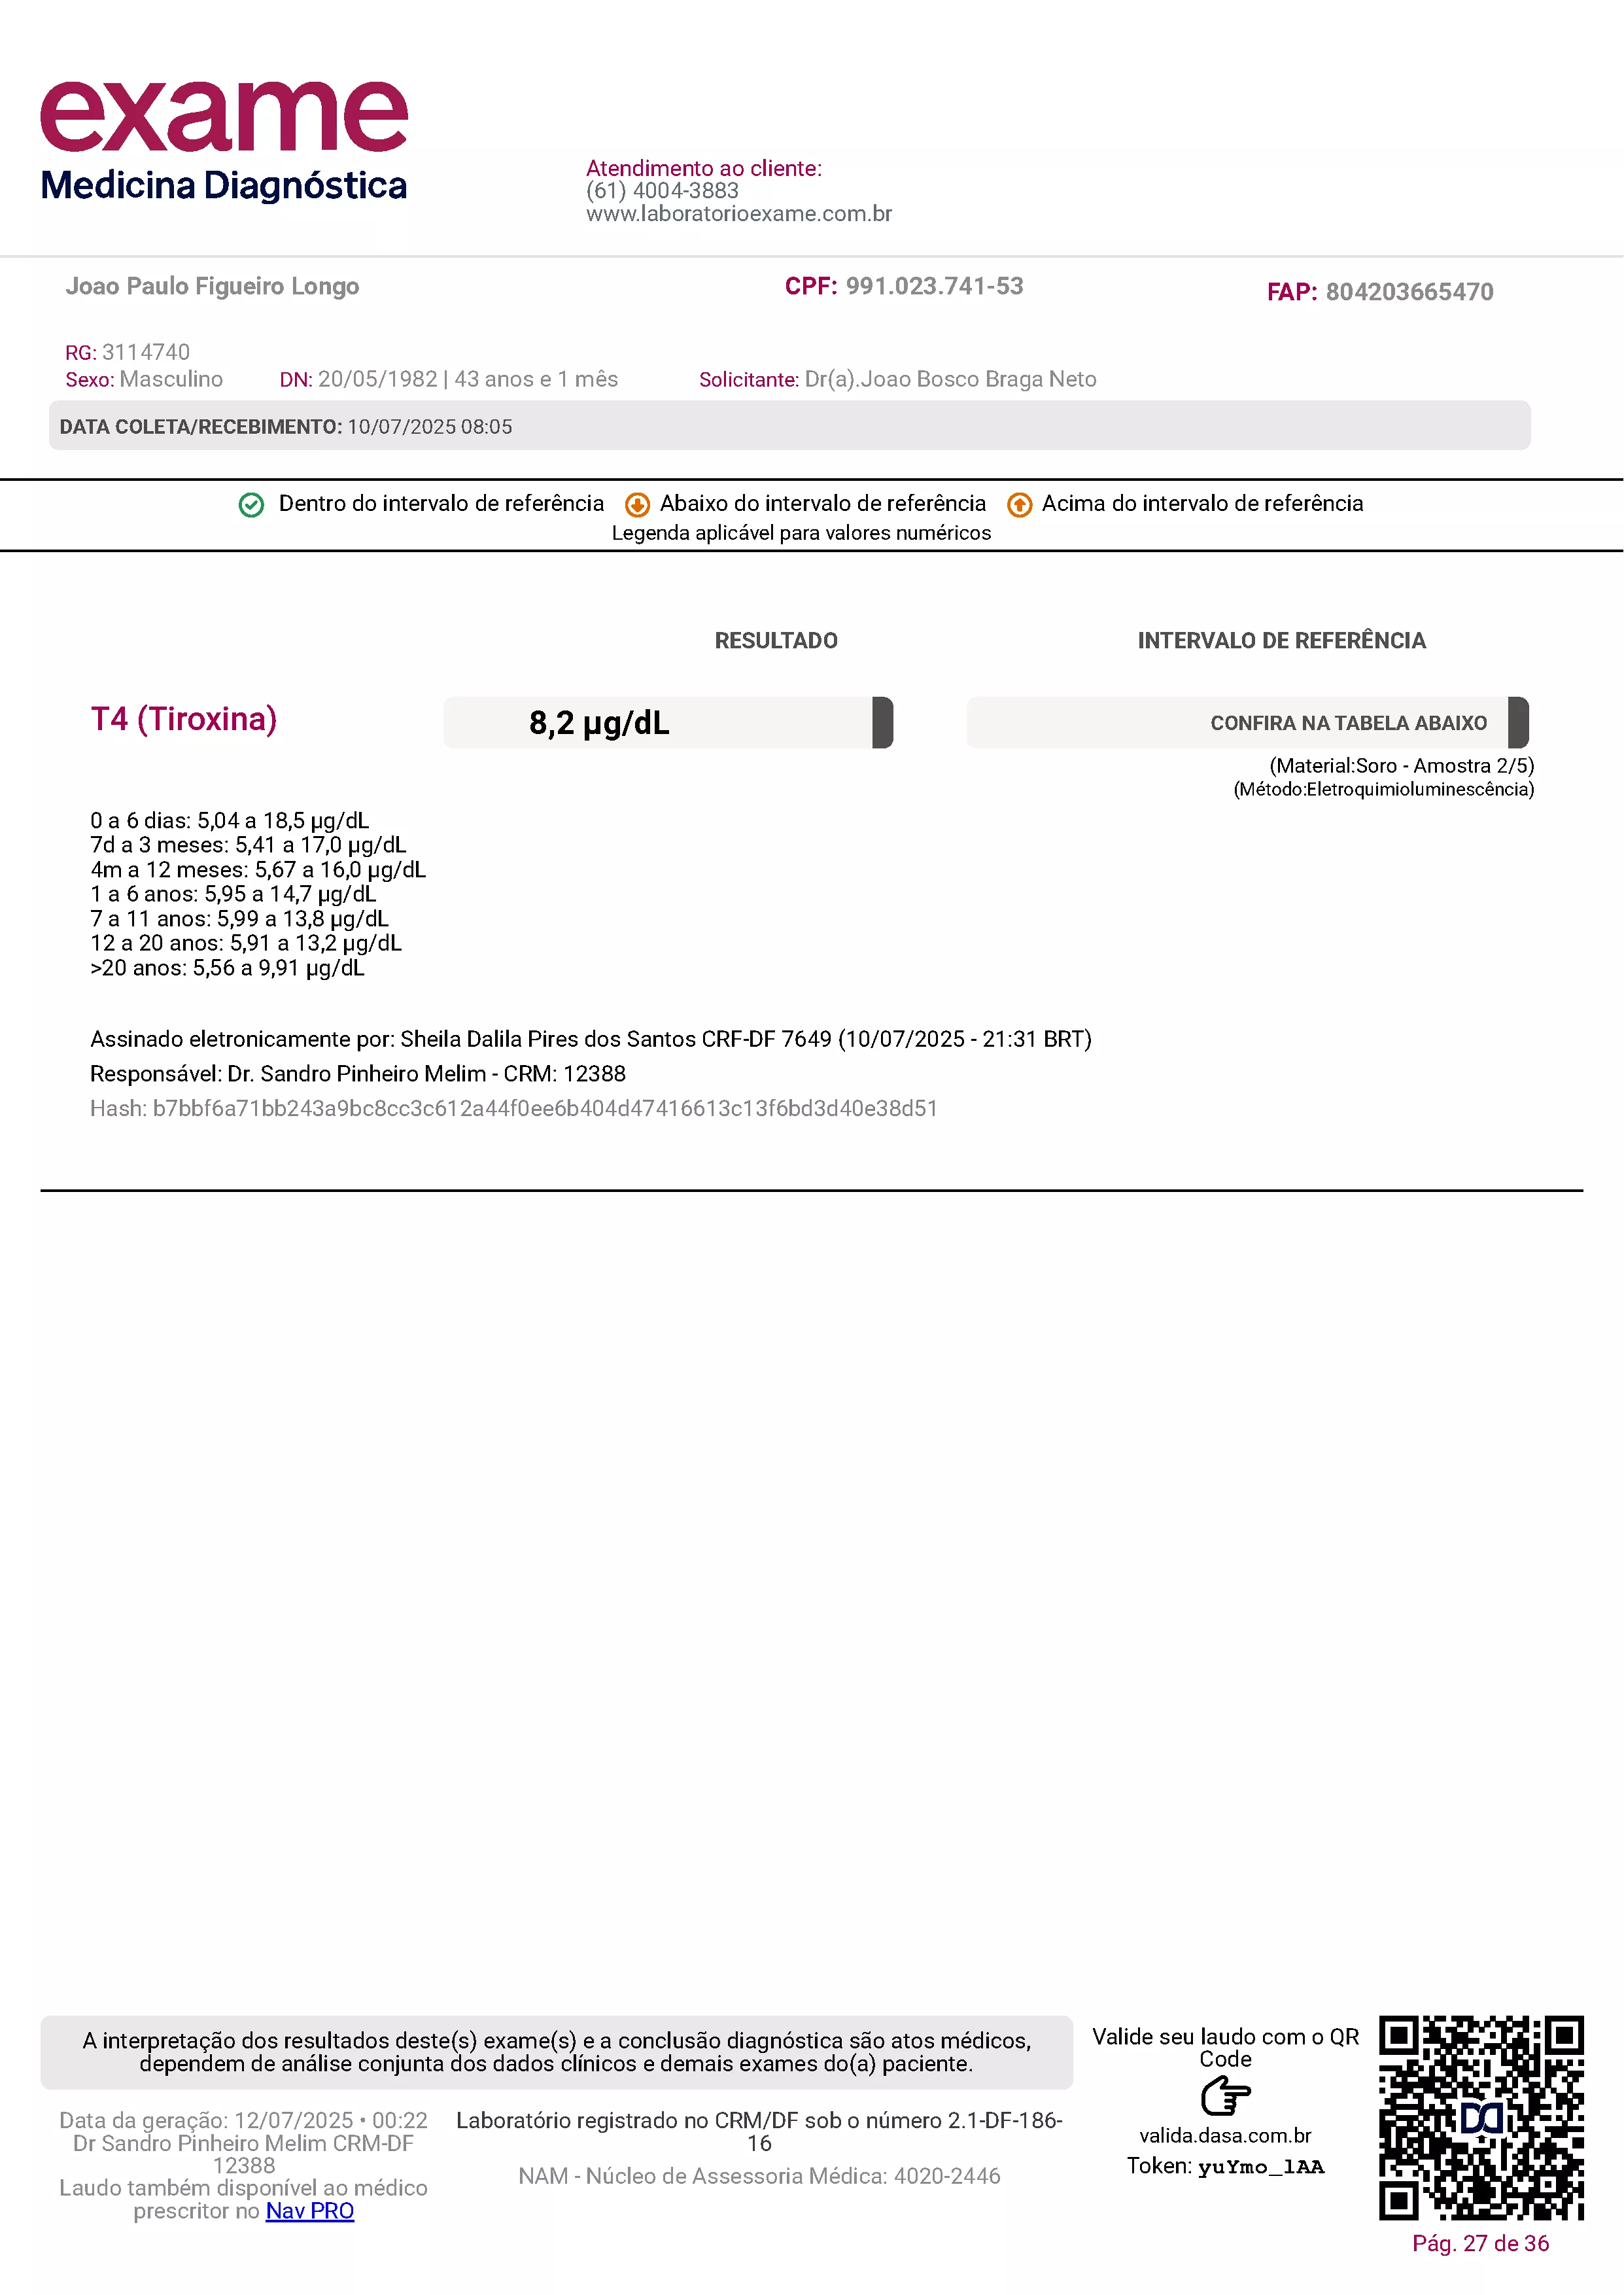 exame
Medicina Diagnóstica
Atendimento ao cliente:
(61) 4004-3883
www.laboratorioexame.com.br
Joao Paulo Figueiro Longo CPF: 991.023.741-53 FAP: 804203665470
RG: 3114740
Sexo: Masculino DN: 20/05/1982 | 43 anos e 1 mês Solicitante: Dr(a).Joao Bosco Braga Neto
DATA COLETA/RECEBIMENTO: 10/07/2025 08:05
Dentro do intervalo de referência Abaixo do intervalo de referência Acima do intervalo de referência
Legenda aplicável para valores numéricos
RESULTADO INTERVALO DE REFERÊNCIA
T4 (Tiroxina) 8,2 µg/dL CONFIRA NA TABELA ABAIXO
(Material:Soro - Amostra 2/5)
(Método:Eletroquimioluminescência)
0 a 6 dias: 5,04 a 18,5 µg/dL
7d a 3 meses: 5,41 a 17,0 µg/dL
4m a 12 meses: 5,67 a 16,0 µg/dL
1 a 6 anos: 5,95 a 14,7 µg/dL
7 a 11 anos: 5,99 a 13,8 µg/dL
12 a 20 anos: 5,91 a 13,2 µg/dL
>20 anos: 5,56 a 9,91 µg/dL
Assinado eletronicamente por: Sheila Dalila Pires dos Santos CRF-DF 7649 (10/07/2025 - 21:31 BRT)
Responsável: Dr. Sandro Pinheiro Melim - CRM: 12388
Hash: b7bbf6a71bb243a9bc8cc3c612a44f0ee6b404d47416613c13f6bd3d40e38d51
A interpretação dos resultados deste(s) exame(s) e a conclusão diagnóstica são atos médicos,
dependem de análise conjunta dos dados clínicos e demais exames do(a) paciente.
Data da geração: 12/07/2025 • 00:22
Dr Sandro Pinheiro Melim CRM-DF
12388
Laudo também disponível ao médico
prescritor no Nav PRO
Laboratório registrado no CRM/DF sob o número 2.1-DF-186-
16
NAM - Núcleo de Assessoria Médica: 4020-2446
Valide seu laudo com o QR
Code
valida.dasa.com.br
Token: yuYmo_1AA
Pág. 27 de 36